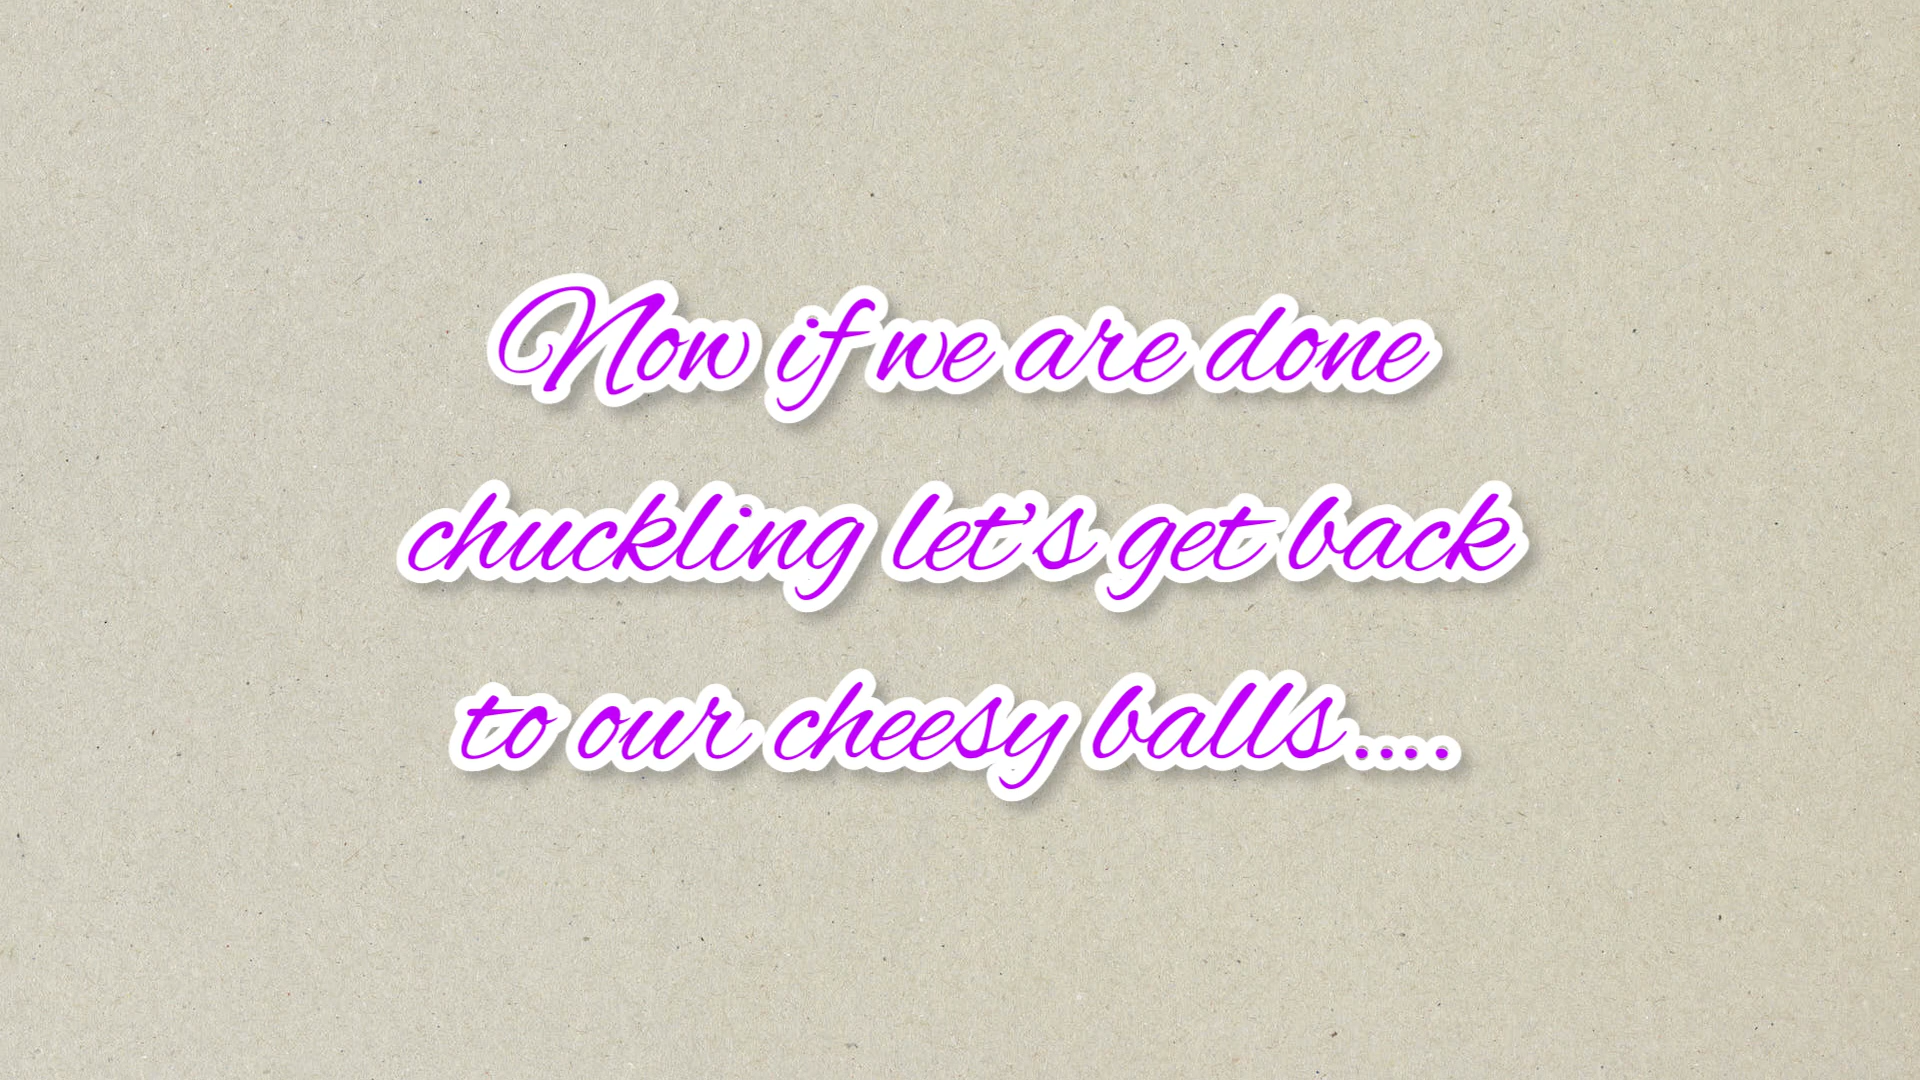 Now if we are done
chuckling let's get back
to our cheesy balls....